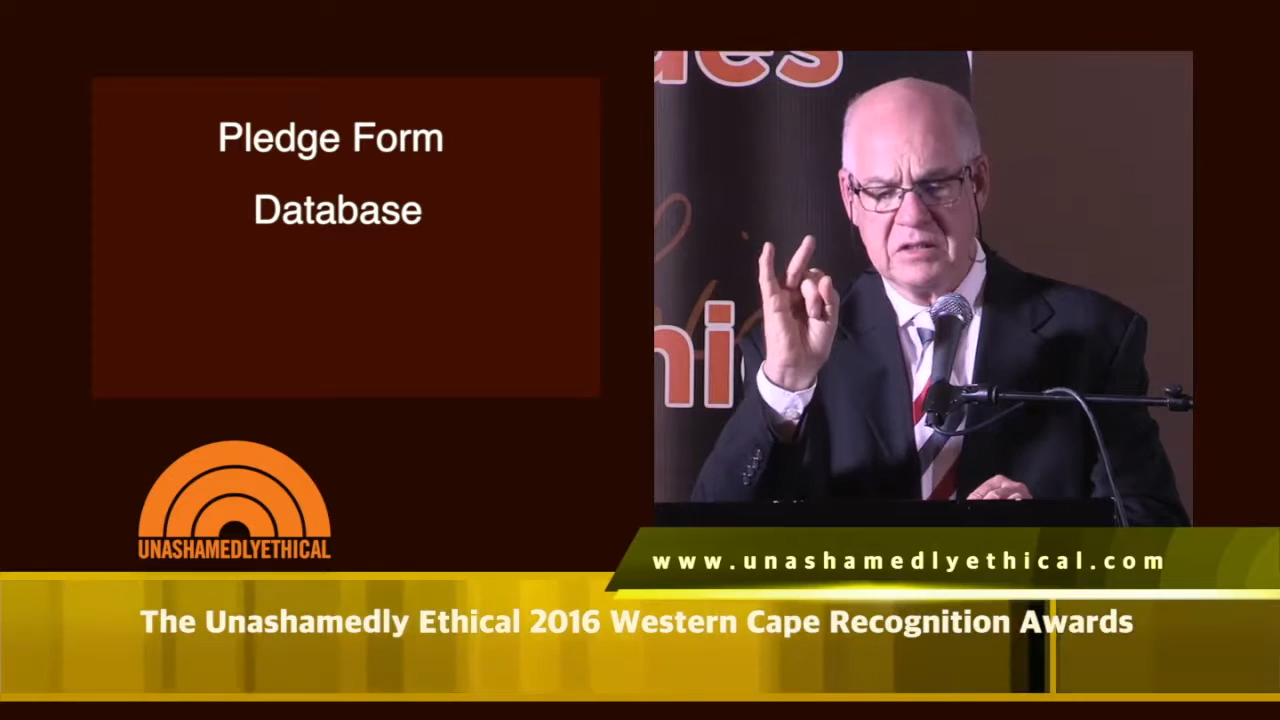 Pledge Form
Database
UNASHAMEDLYETHICAL
www.unashamedlyethical.com
The Unashamedly Ethical 2016 Western Cape Recognition Awards